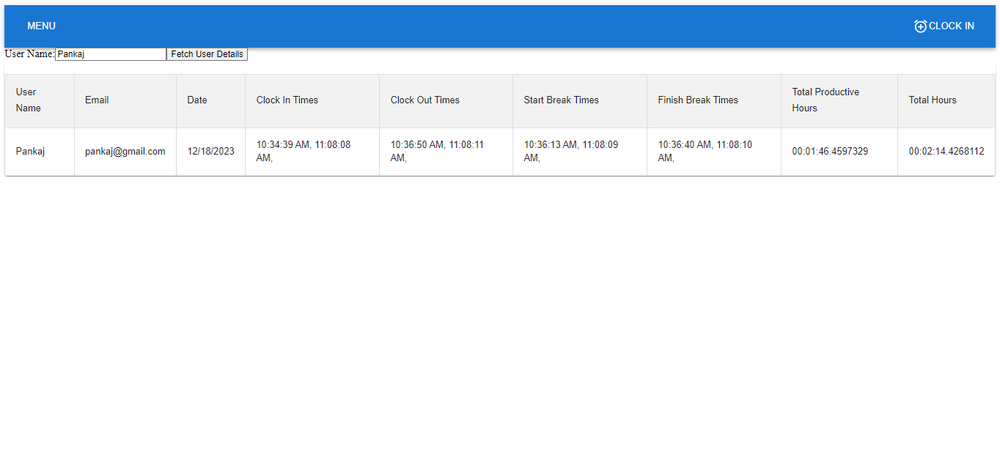 MENU
CLOCK IN
User Name: Pankaj Fetch User Details
User Name
Email
Date
Clock In Times
Clock Out Times
Start Break Times
Finish Break Times
Total Productive Hours
Total Hours
Pankaj
pankaj@gmail.com
12/18/2023
10:34:39 AM, 11:08:08
AM,
10:36:50 AM, 11:08:11
AM,
10:36:13 AM, 11:08:09
AM,
10:36:40 AM, 11:08:10
AM,
00:01:46.4597329
00:02:14.4268112